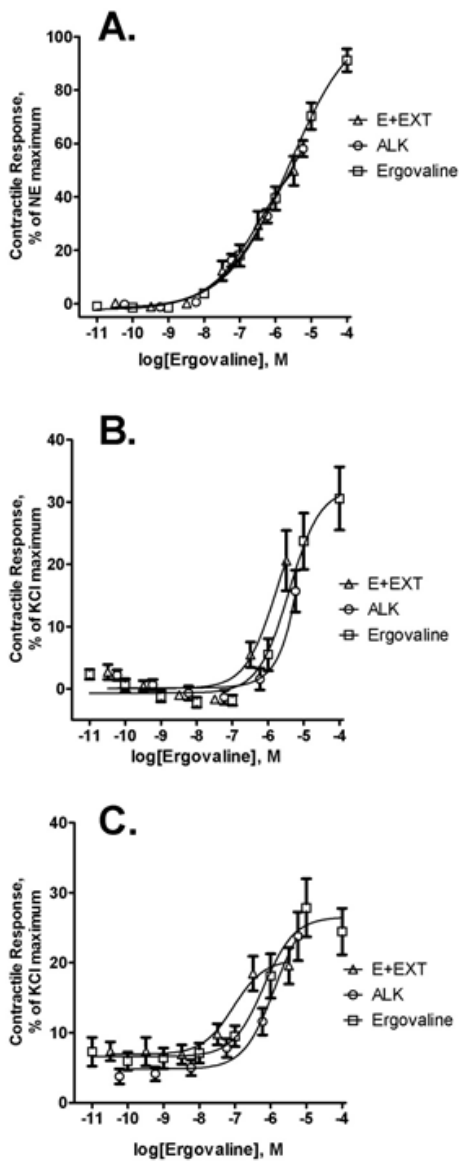 A.
Contractile Response,
% of NE maximum
100
80
60
40
20
0
-11 -10 -9 -8 -7 -6 -5 -4
log[Ergovaline], M
E+EXT
ALK
Ergovaline
B.
Contractile Response,
% of KCl maximum
40
30
20
10
0
-11 -10 -9 -8 -7 -6 -5 -4
log[Ergovaline], M
E+EXT
ALK
Ergovaline
C.
Contractile Response,
% of KCl maximum
40
30
20
10
0
-11 -10 -9 -8 -7 -6 -5 -4
log[Ergovaline], M
E+EXT
ALK
Ergovaline